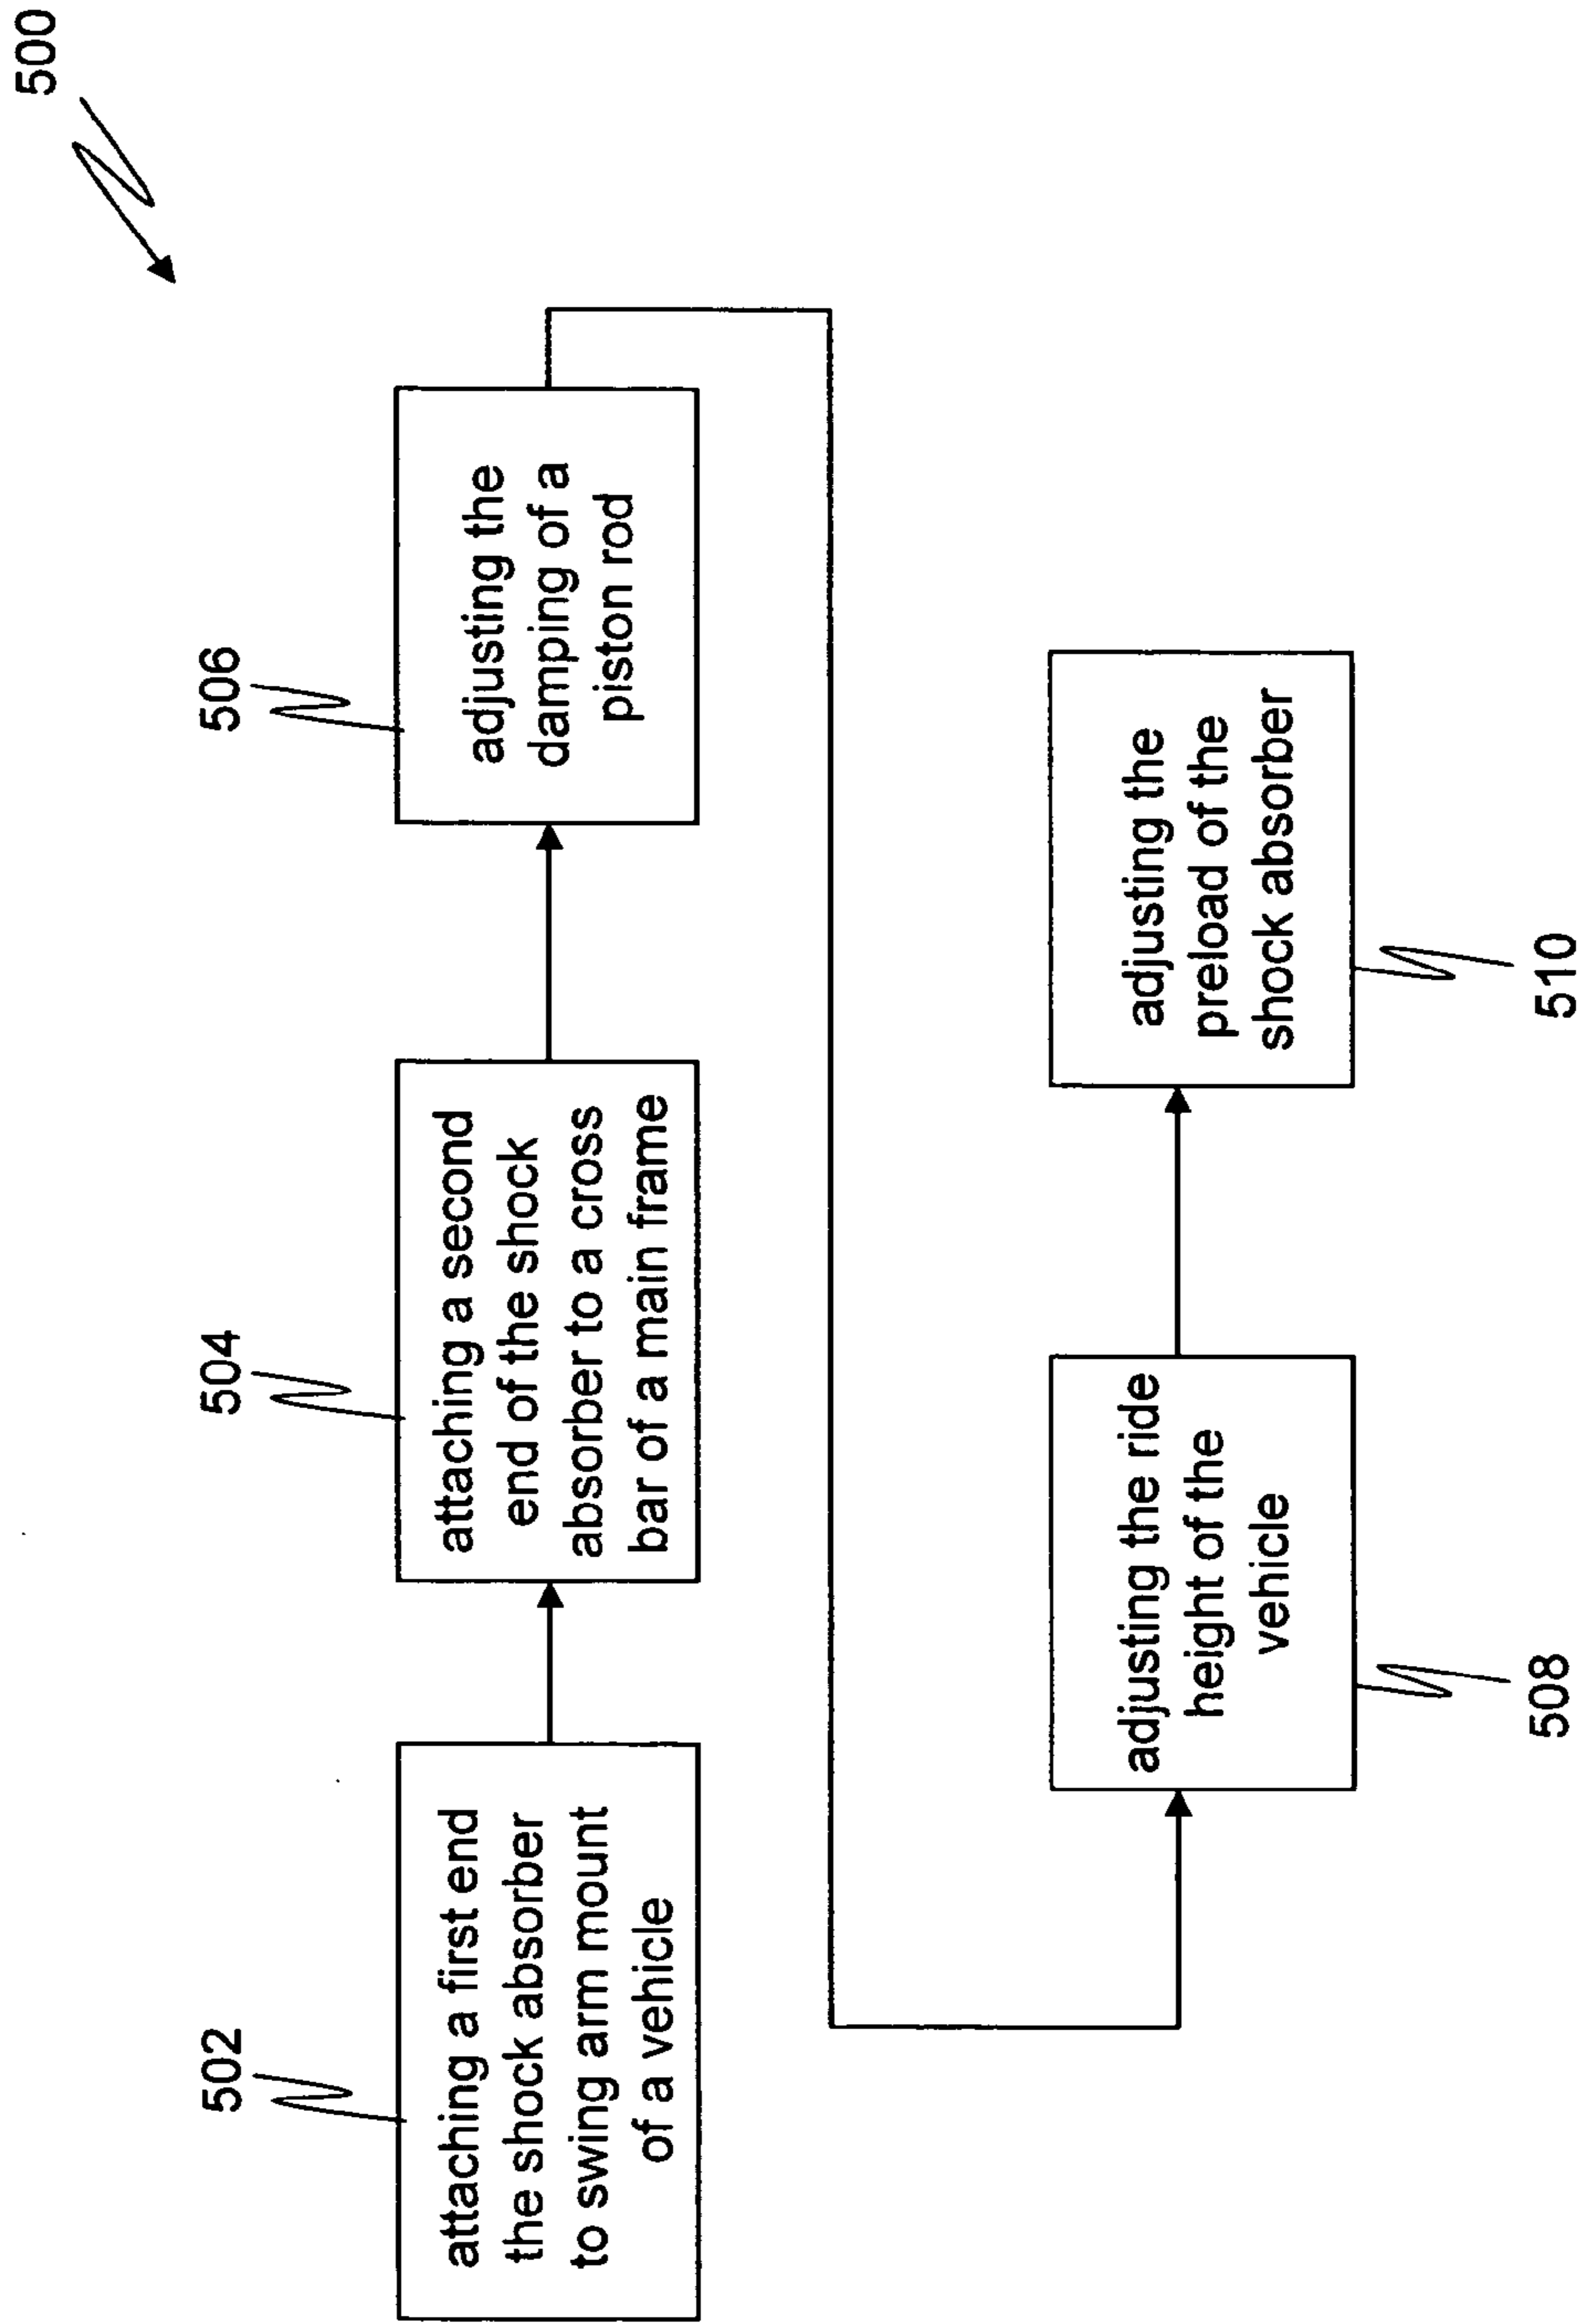 500
502
attaching a first end
the shock absorber
to swing arm mount
of a vehicle
504
attaching a second
end of the shock
absorber to a cross
bar of a main frame
506
adjusting the
damping of a
piston rod
adjusting the ride
height of the
vehicle
508
adjusting the
preload of the
shock absorber
510